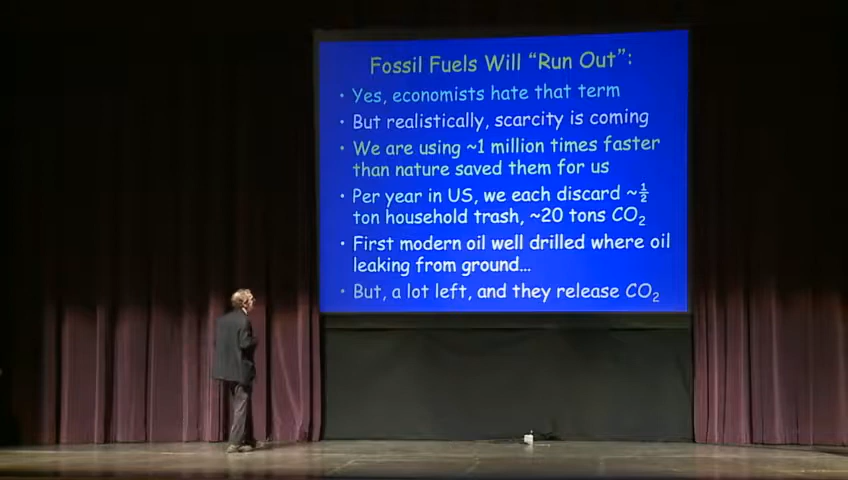 Fossil Fuels Will “Run Out”:
• Yes, economists hate that term
• But realistically, scarcity is coming
• We are using ~1 million times faster
than nature saved them for us
• Per year in US, we each discard ~½
ton household trash, ~20 tons CO₂
• First modern oil well drilled where oil
leaking from ground…
• But, a lot left, and they release CO₂